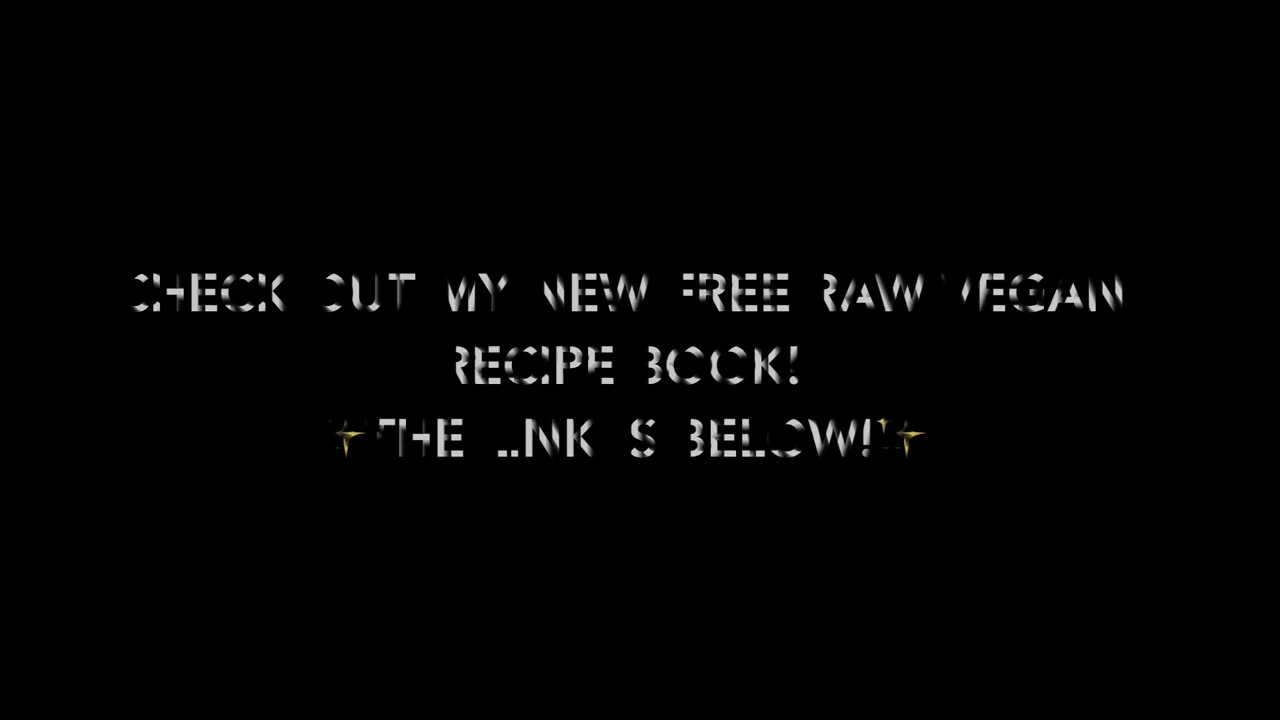 CHECK OUT MY NEW FREE RAW VEGAN
RECIPE BOOK!
✨THE LINK IS BELOW!✨